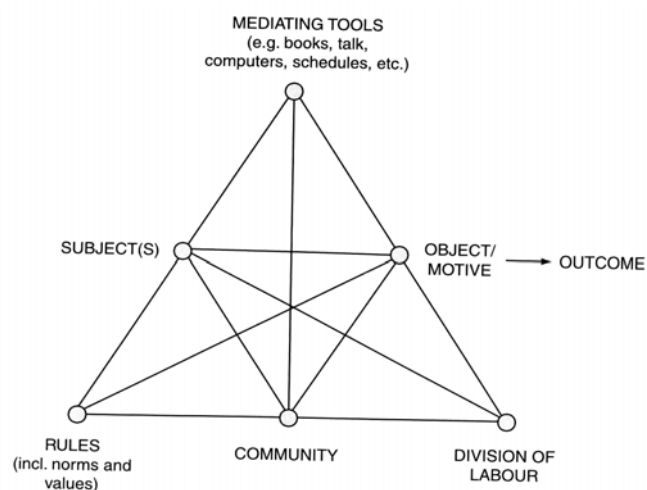 MEDIATING TOOLS
(e.g. books, talk,
computers, schedules, etc.)
SUBJECT(S)
OBJECT/
MOTIVE
OUTCOME
RULES
(incl. norms and
values)
COMMUNITY
DIVISION OF
LABOUR